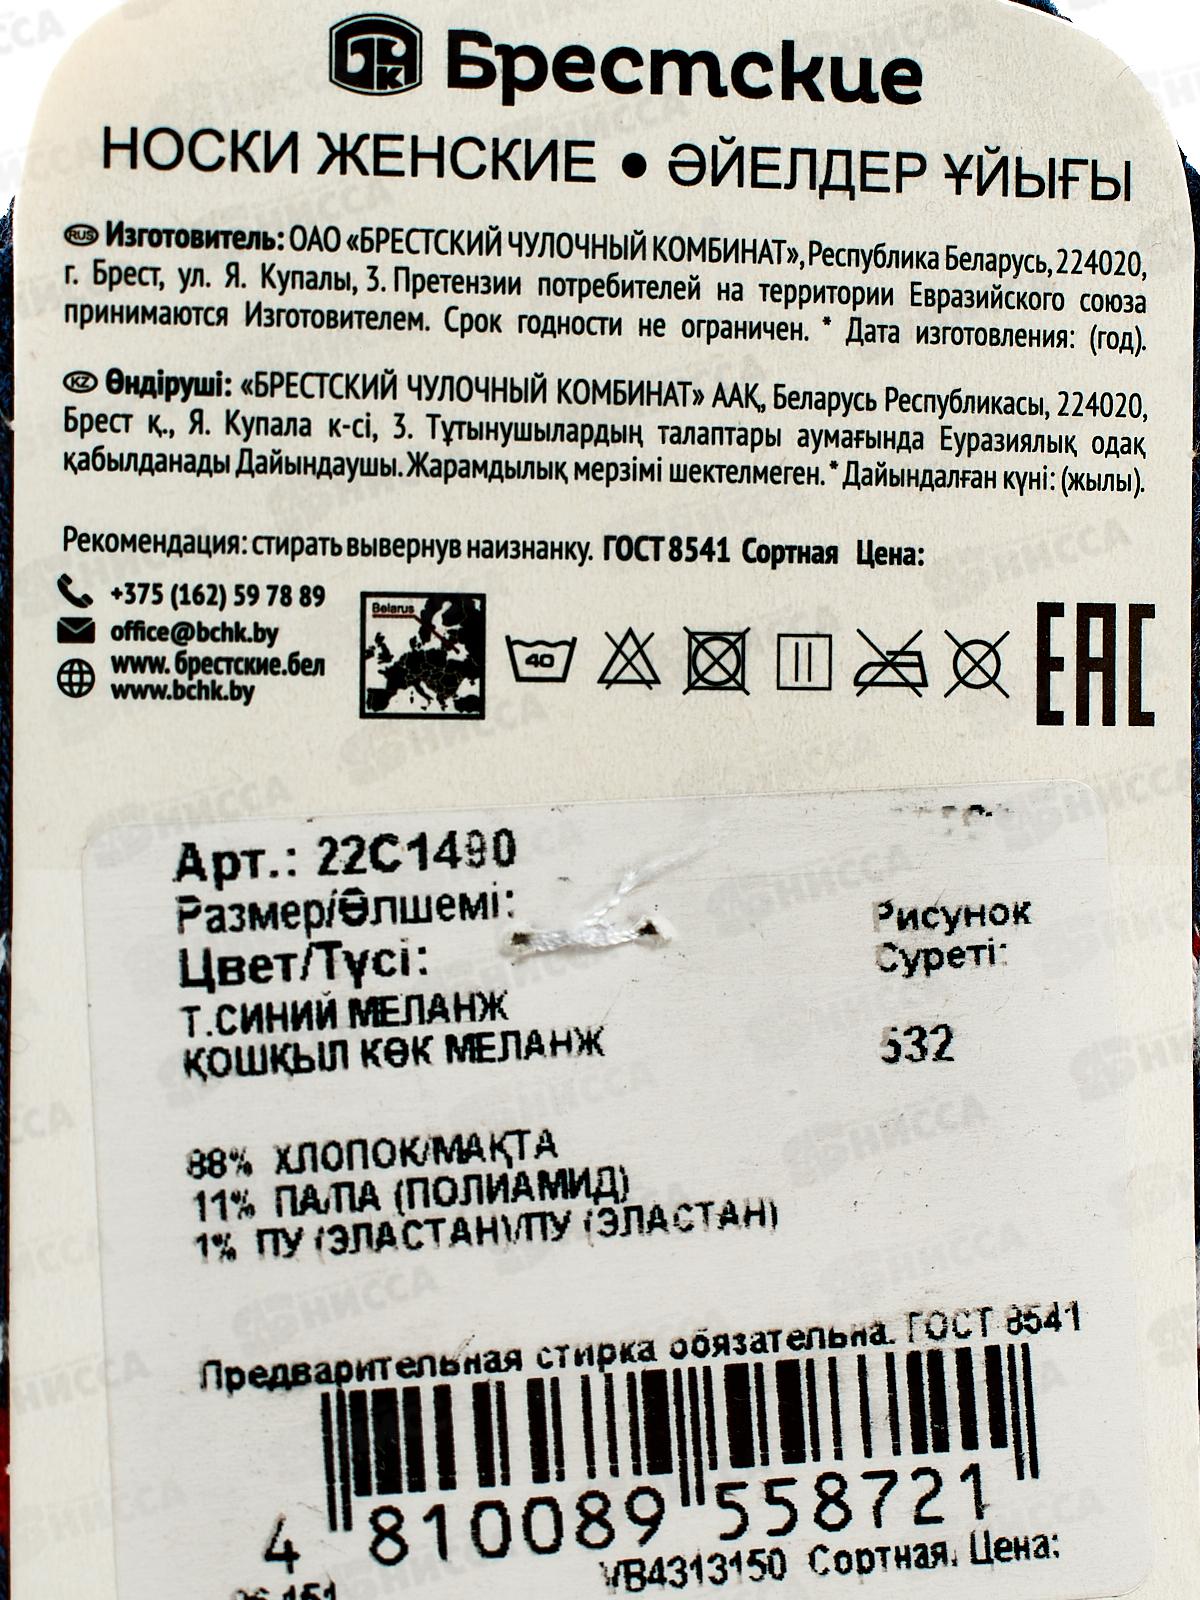 Брестские
НОСКИ ЖЕНСКИЕ • ӘЙЕЛДЕР ҰЙЫҒЫ
RUS Изготовитель: ОАО «БРЕСТСКИЙ ЧУЛОЧНЫЙ КОМБИНАТ», Республика Беларусь, 224020,
г. Брест, ул. Я. Купалы, 3. Претензии потребителей на территории Евразийского союза
принимаются Изготовителем. Срок годности не ограничен. * Дата изготовления: (год).
KZ Өндіруші: «БРЕСТСКИЙ ЧУЛОЧНЫЙ КОМБИНАТ» ААҚ, Беларусь Республикасы, 224020,
Брест қ., Я. Купала к-сі, 3. Тұтынушылардың талаптары аумағында Еуразиялық одақ
қабылданады Дайындаушы. Жарамдылық мерзімі шектелмеген. * Дайындалған күні: (жылы).
Рекомендация: стирать вывернув наизнанку. ГОСТ 8541 Сортная Цена:
+375 (162) 59 78 89
office@bchk.by
www. брестские.бел
www.bchk.by
Belarus
40
EAC
Арт.: 22С1490
Размер/Өлшемі:
Цвет/Түсі:
Рисунок
Суреті:
Т.СИНИЙ МЕЛАНЖ
ҚОШҚЫЛ КӨК МЕЛАНЖ
532
88% ХЛОПОК/МАҚТА
11% ПА/ПА (ПОЛИАМИД)
1% ПУ (ЭЛАСТАН)/ПУ (ЭЛАСТАН)
Предварительная стирка обязательна. ГОСТ 8541
4 810089 558721
VB4313150 Сортная. Цена: